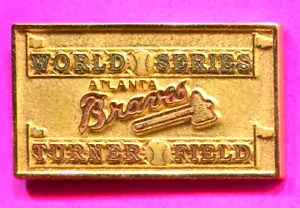 WORLD SERIES
ATLANTA
Braves
TURNER FIELD